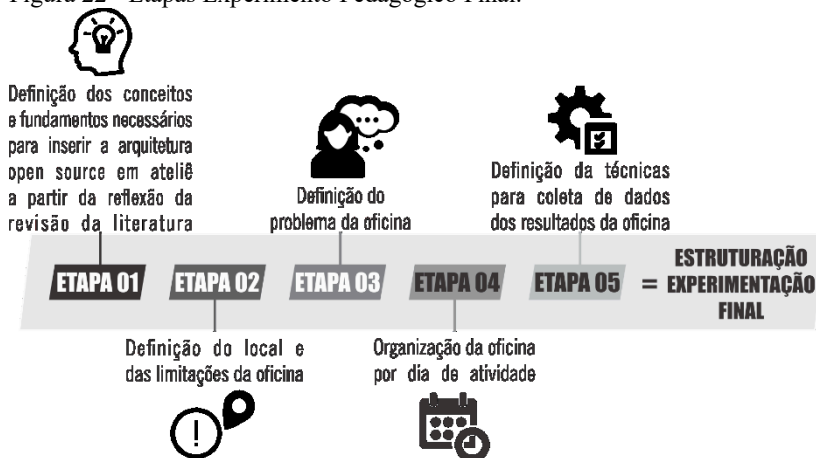 Figura 22 - Etapas Experimento Pedagógico Final.
Definição dos conceitos
e fundamentos necessários
para inserir a arquitetura
open source em ateliê
a partir da reflexão da
revisão da literatura
Definição do
problema da oficina
Definição da técnicas
para coleta de dados
dos resultados da oficina
ETAPA 01
ETAPA 02
ETAPA 03
ETAPA 04
ETAPA 05
= ESTRUTURAÇÃO
EXPERIMENTAÇÃO
FINAL
Definição do local e
das limitações da oficina
Organização da oficina
por dia de atividade